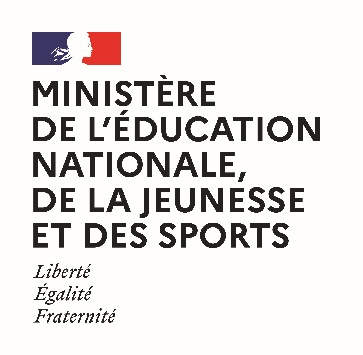 MINISTÈRE
DE L'ÉDUCATION
NATIONALE,
DE LA JEUNESSE
ET DES SPORTS
Liberté
Égalité
Fraternité